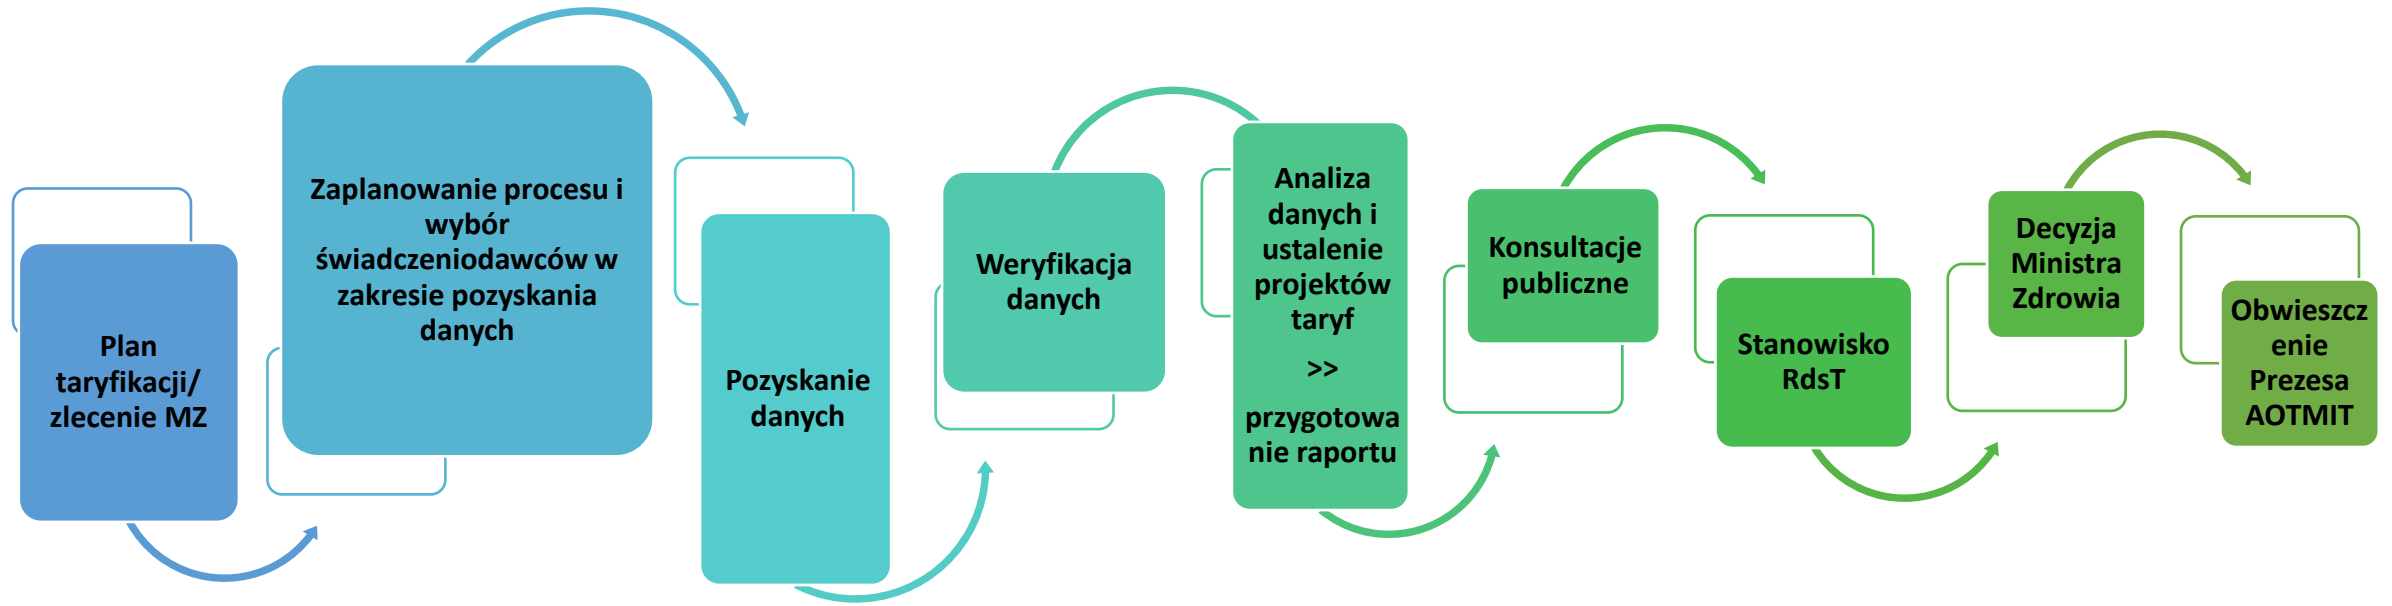 Plan
taryfikacji/
zlecenie MZ
Zaplanowanie procesu i
wybór
świadczeniodawców w
zakresie pozyskania
danych
Pozyskanie
danych
Weryfikacja
danych
Analiza
danych i
ustalenie
projektów
taryf
>>
przygotowa
nie raportu
Konsultacje
publiczne
Stanowisko
RdsT
Decyzja
Ministra
Zdrowia
Obwieszcz
enie
Prezesa
AOTMIT